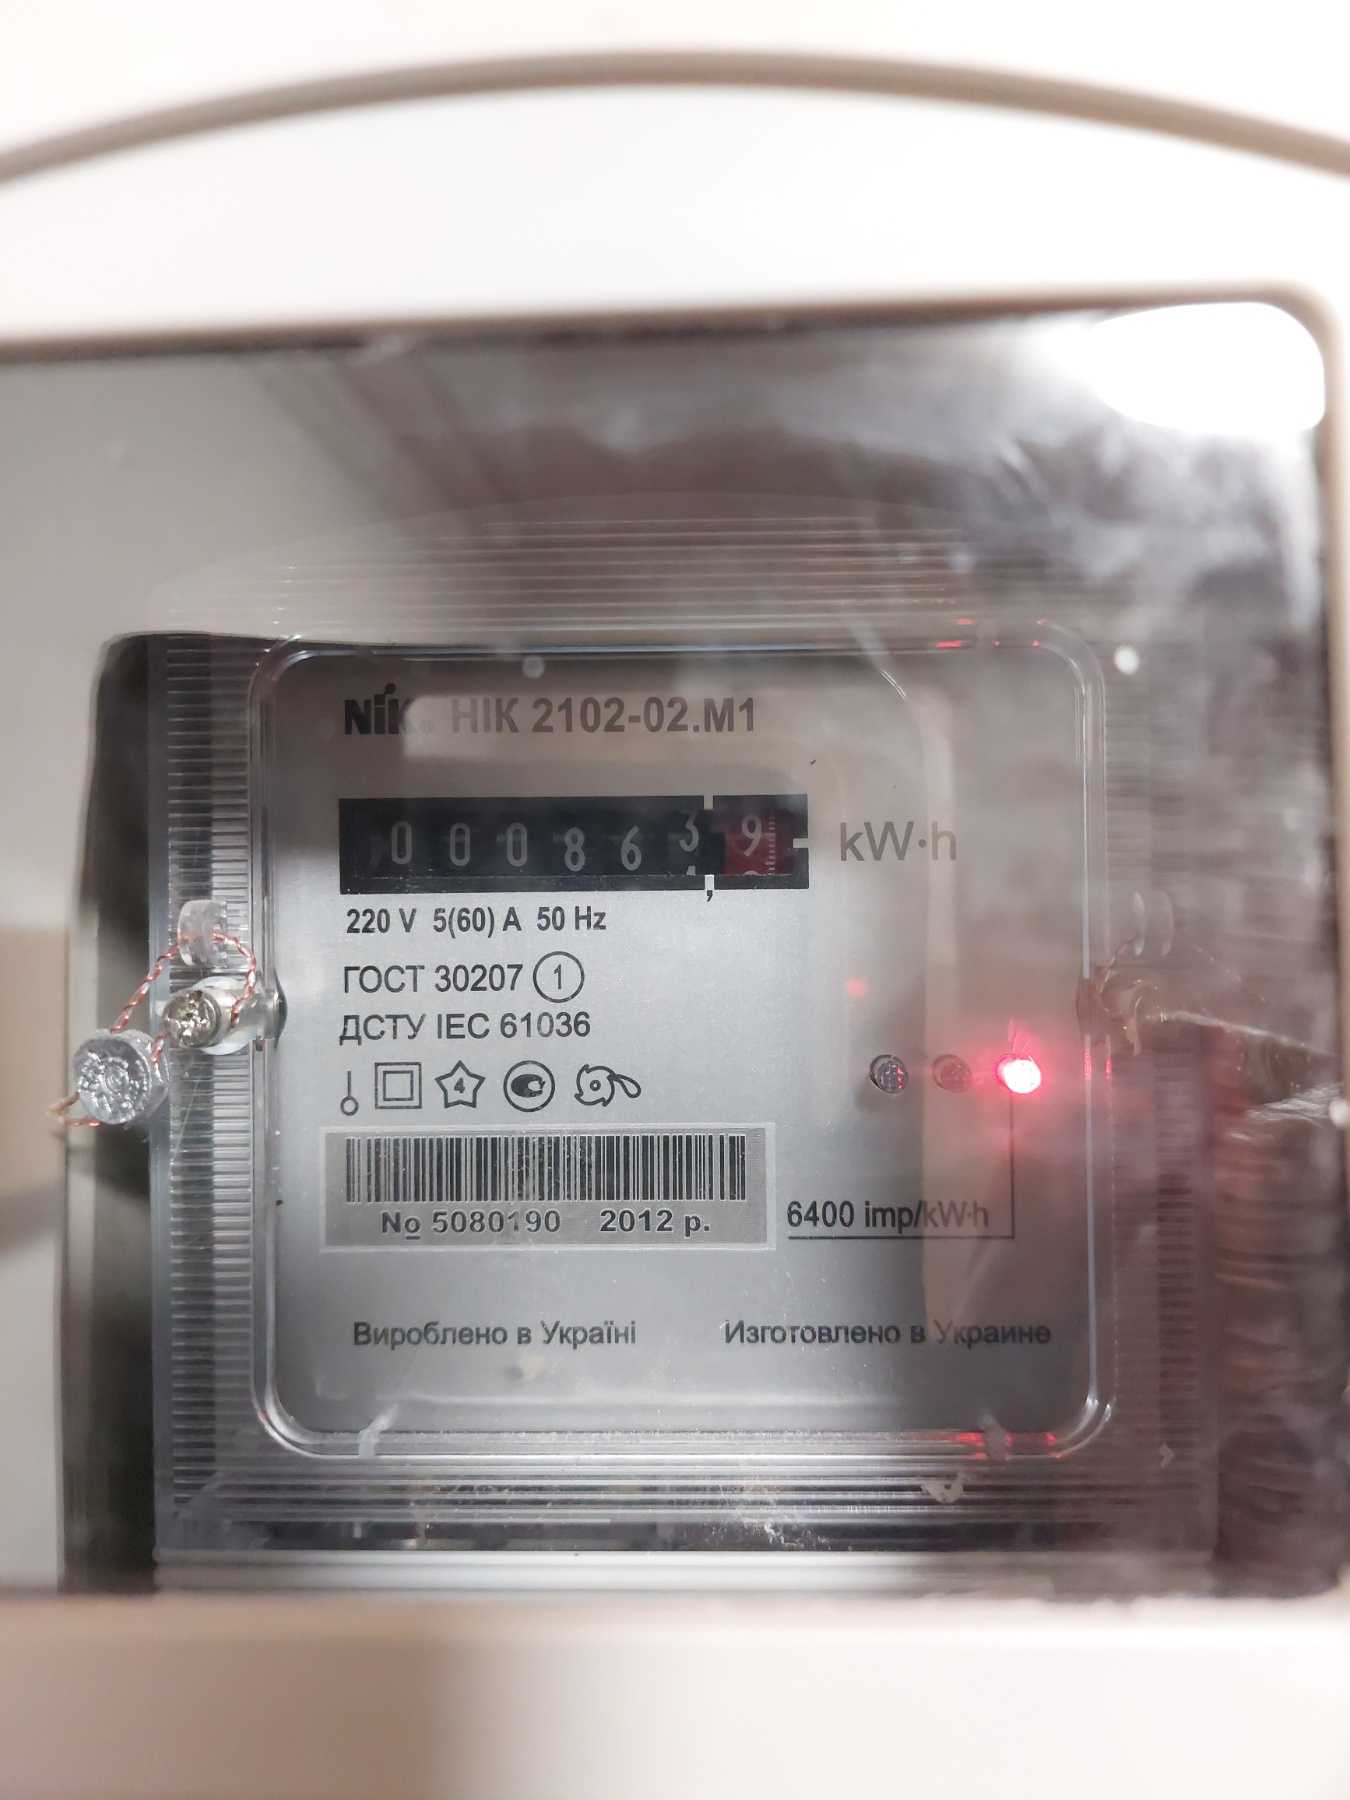 NiK. НІК 2102-02.М1
0 0 0 8 6 3 , 9 kW·h
220 V 5(60) A 50 Hz
ГОСТ 30207 1
ДСТУ IEC 61036
4
№ 5080190 2012 р.
6400 imp/kW·h
Вироблено в Україні Изготовлено в Украине